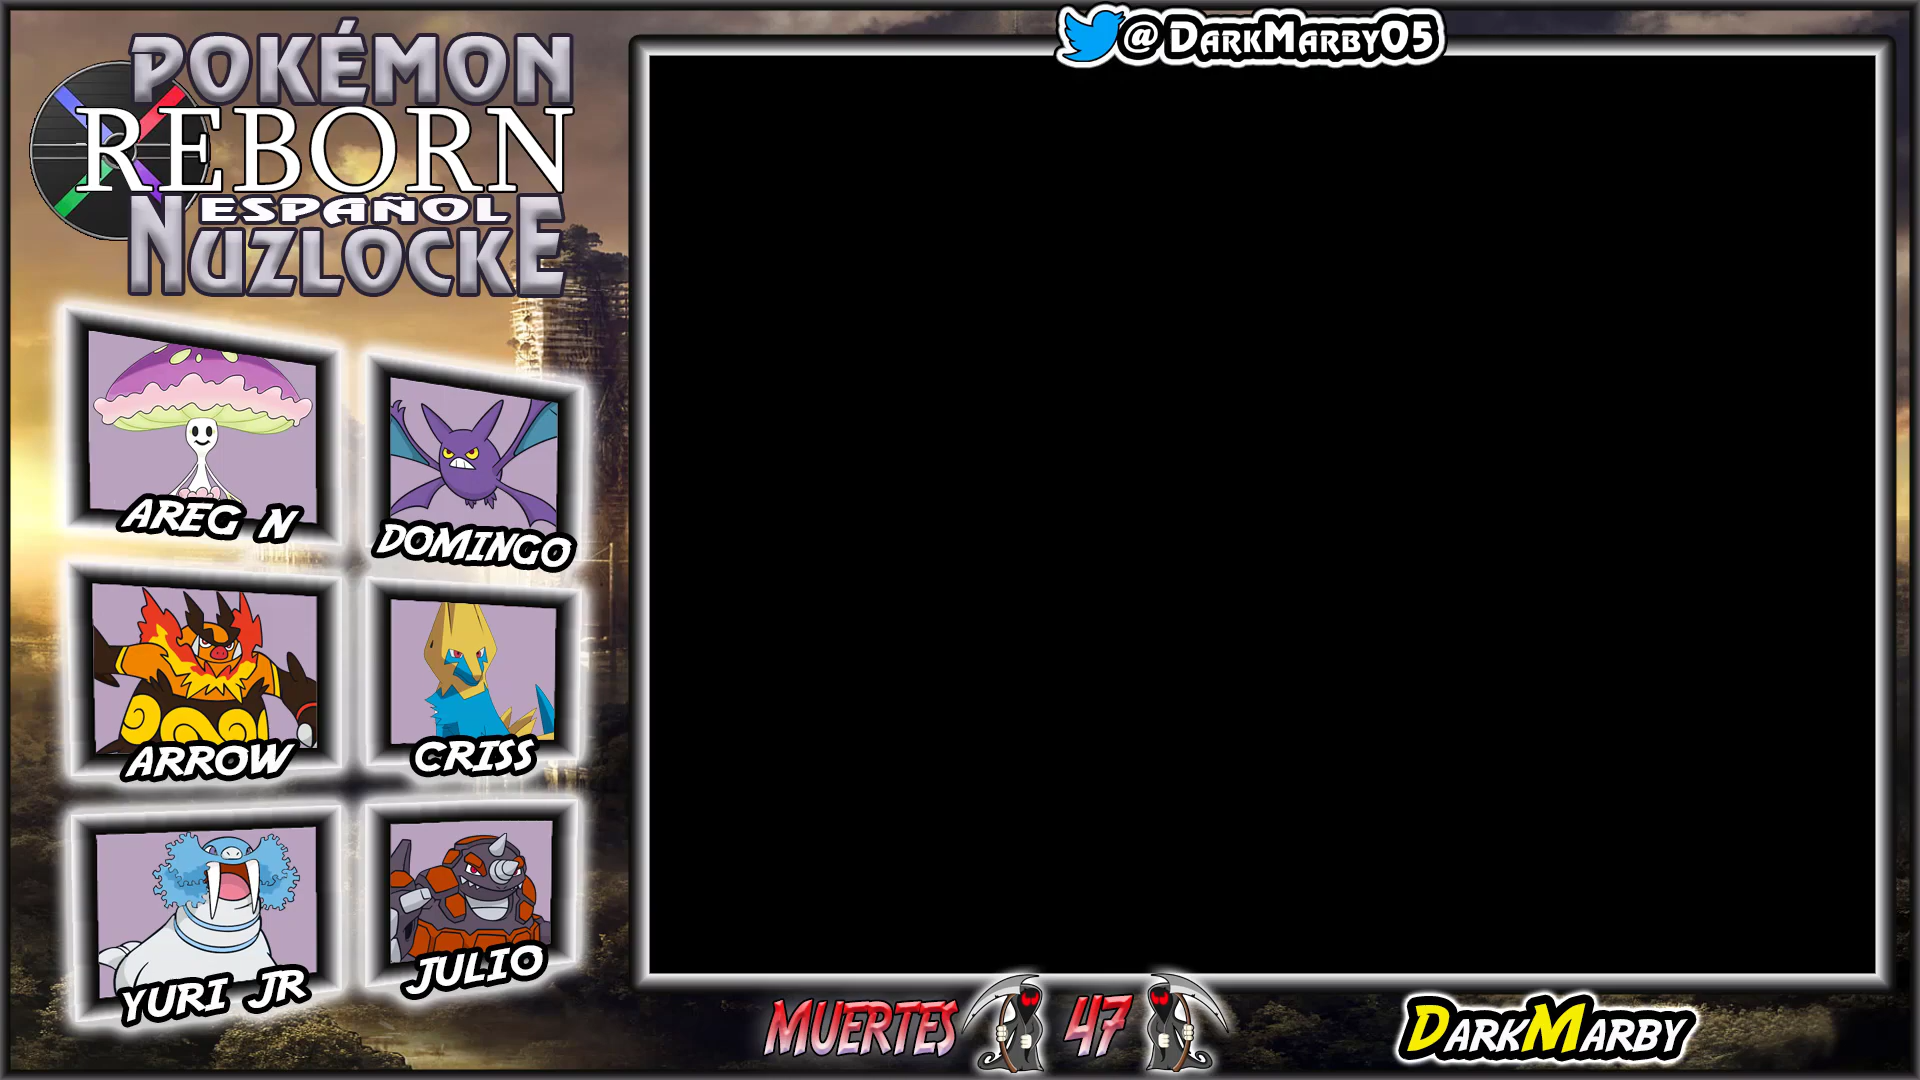 @DarkMarby05
POKÉMON
REBORN
ESPAÑOL
NUZLOCKE
AREG N
DOMINGO
ARROW
CRISS
YURI JR
JULIO
MUERTES 47
DARKMARBY